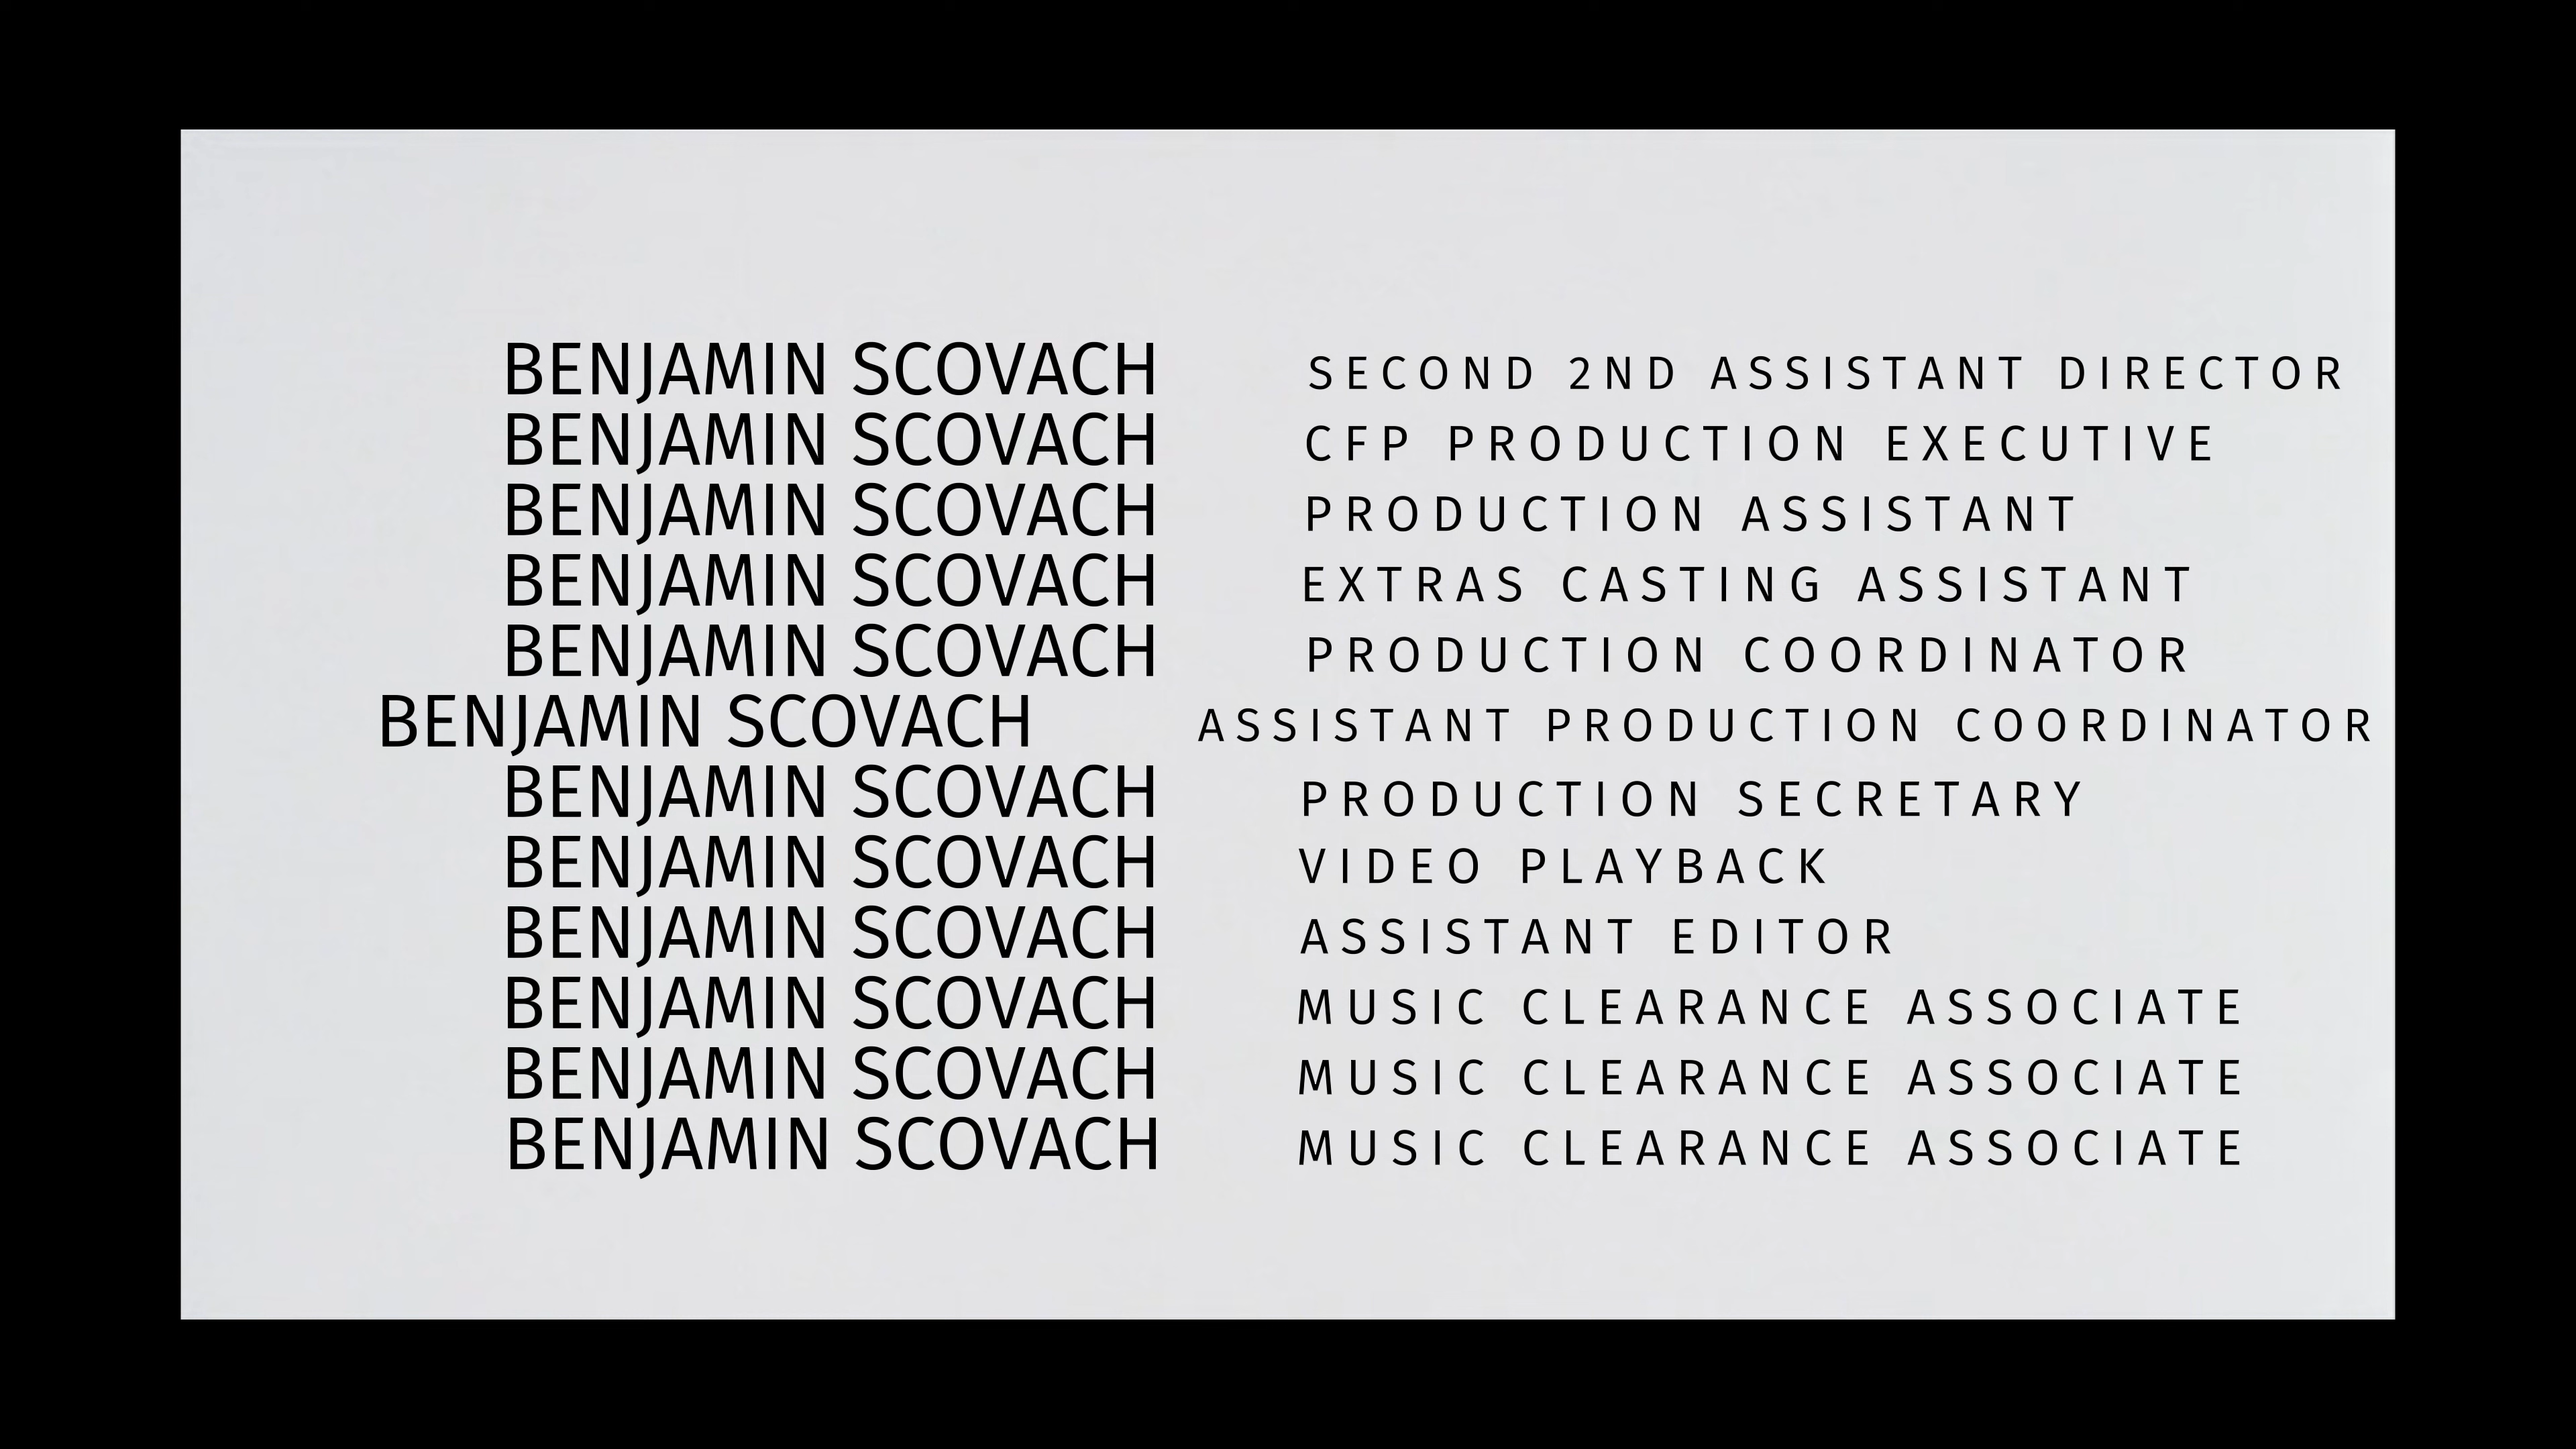 BENJAMIN SCOVACH SECOND 2ND ASSISTANT DIRECTOR
BENJAMIN SCOVACH CFP PRODUCTION EXECUTIVE
BENJAMIN SCOVACH PRODUCTION ASSISTANT
BENJAMIN SCOVACH EXTRAS CASTING ASSISTANT
BENJAMIN SCOVACH PRODUCTION COORDINATOR
BENJAMIN SCOVACH ASSISTANT PRODUCTION COORDINATOR
BENJAMIN SCOVACH PRODUCTION SECRETARY
BENJAMIN SCOVACH VIDEO PLAYBACK
BENJAMIN SCOVACH ASSISTANT EDITOR
BENJAMIN SCOVACH MUSIC CLEARANCE ASSOCIATE
BENJAMIN SCOVACH MUSIC CLEARANCE ASSOCIATE
BENJAMIN SCOVACH MUSIC CLEARANCE ASSOCIATE